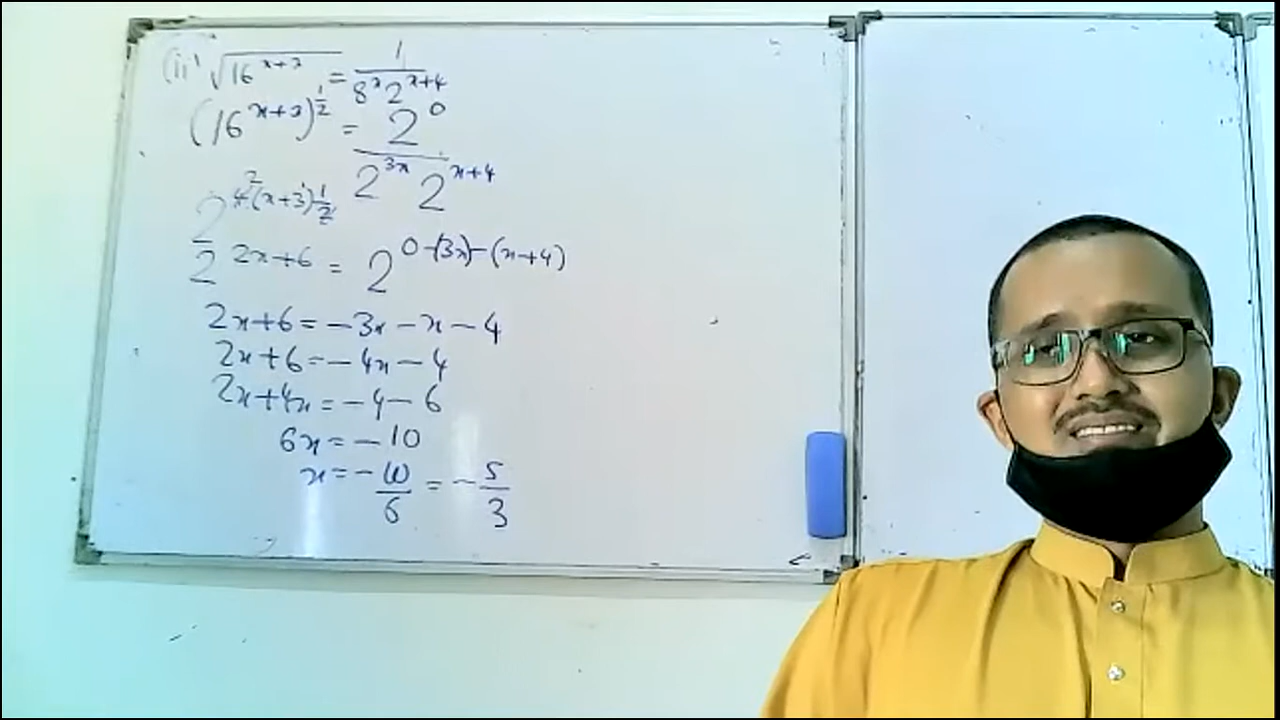 (ii) √16^(x+3) = 1/(8^x 2^(x+4))
(16^(x+3))^(1/2) = 2^0/(2^(3x) 2^(x+4))
2^(4(x+3)1/2) 2
2^(2x+6) = 2^(0-(3x)-(x+4))
2x+6 = -3x - x - 4
2x+6 = -4x - 4
2x+4x = -4 - 6
6x = -10
x = -10/6 = -5/3